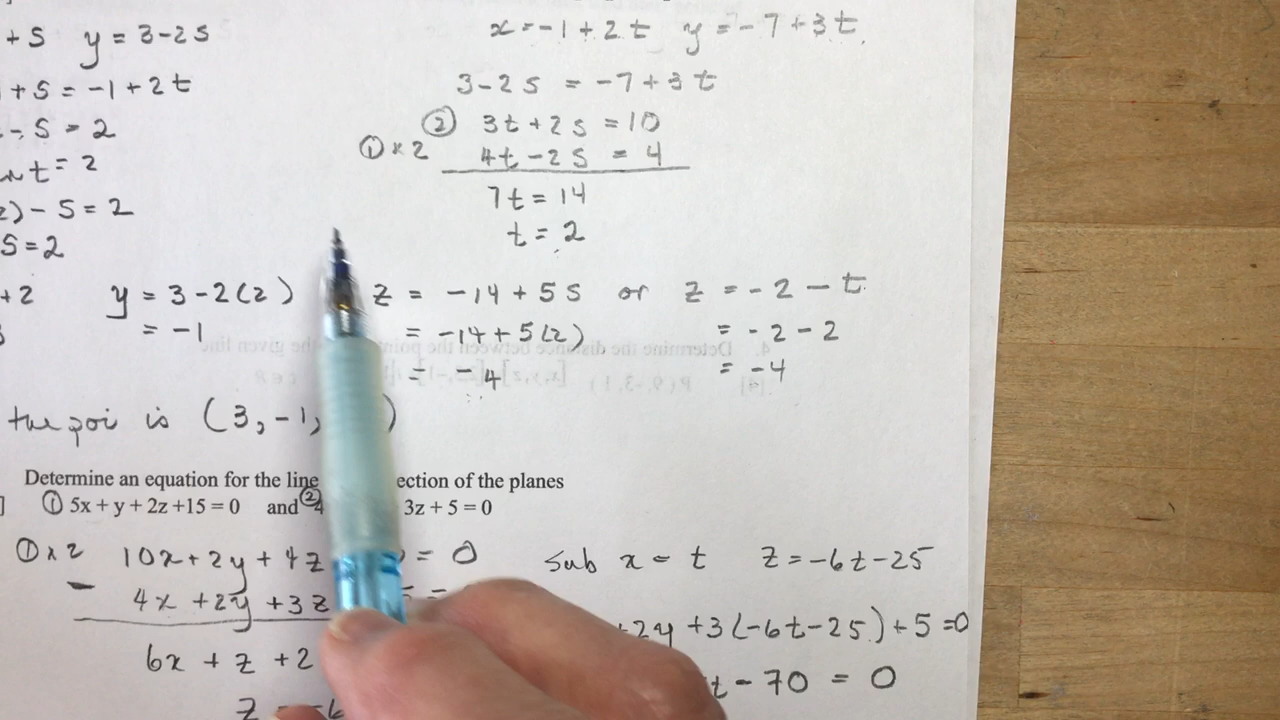 + s y = 3 - 2s
x = -1 + 2t y = -7 + 3t
+ s = -1 + 2t
3 - 2s = -7 + 3t
- s = 2
② 3t + 2s = 10
① × 2 4t - 2s = 4
t = 2
7t = 14
) - s = 2
t = 2
s = 2
+ 2 y = 3 - 2(2) z = -14 + 5s or z = -2 - t
= -1 = -14 + 5(2) = -2 - 2
= -4 = -4
the poi is (3, -1, )
Determine an equation for the line ection of the planes
① 5x + y + 2z + 15 = 0 and ② 4 3z + 5 = 0
① × 2 10x + 2y + 4z = 0 Sub x = t z = -6t - 25
- 4x + 2y + 3z =
+ 2y + 3(-6t - 25) + 5 = 0
6x + z + 2 t - 70 = 0
z = -6